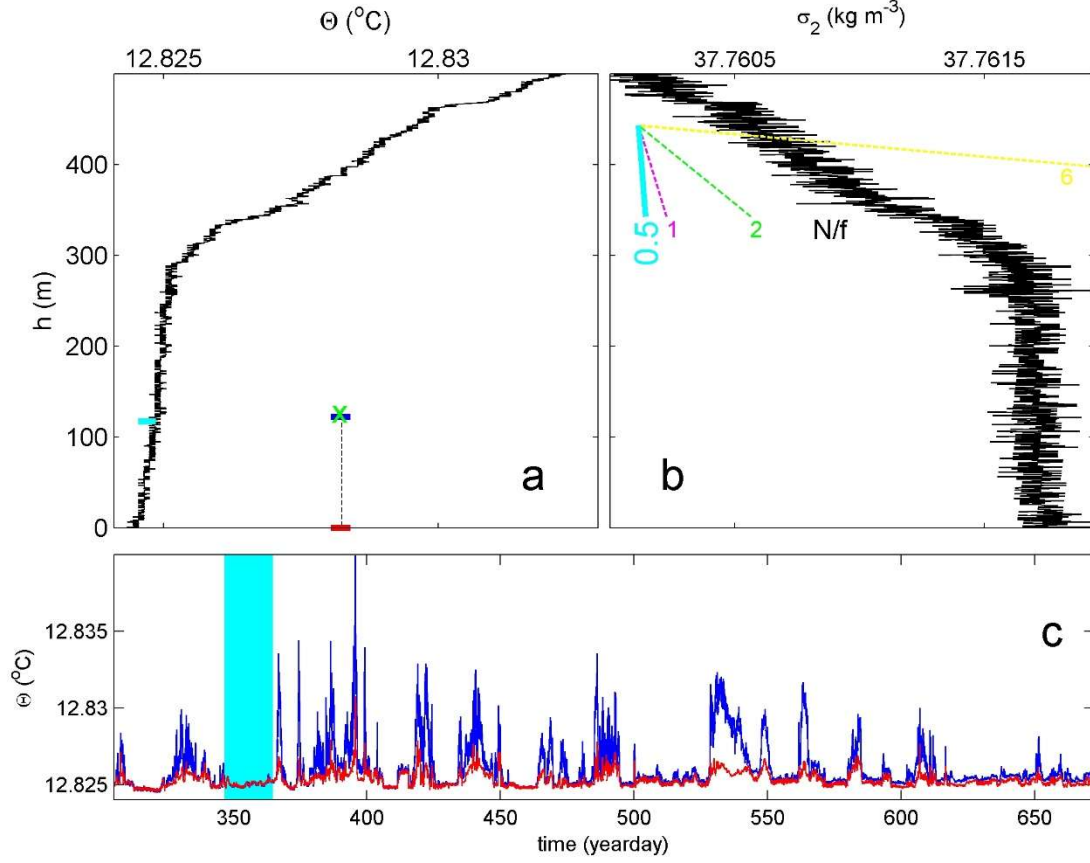 Θ (°C)
σ2 (kg m-3)
12.825
12.83
37.7605
37.7615
h (m)
400
300
200
100
0
X
a
0.5
1
2
6
N/f
b
Θ (°C)
12.835
12.83
12.825
c
350
400
450
500
550
600
650
time (yearday)